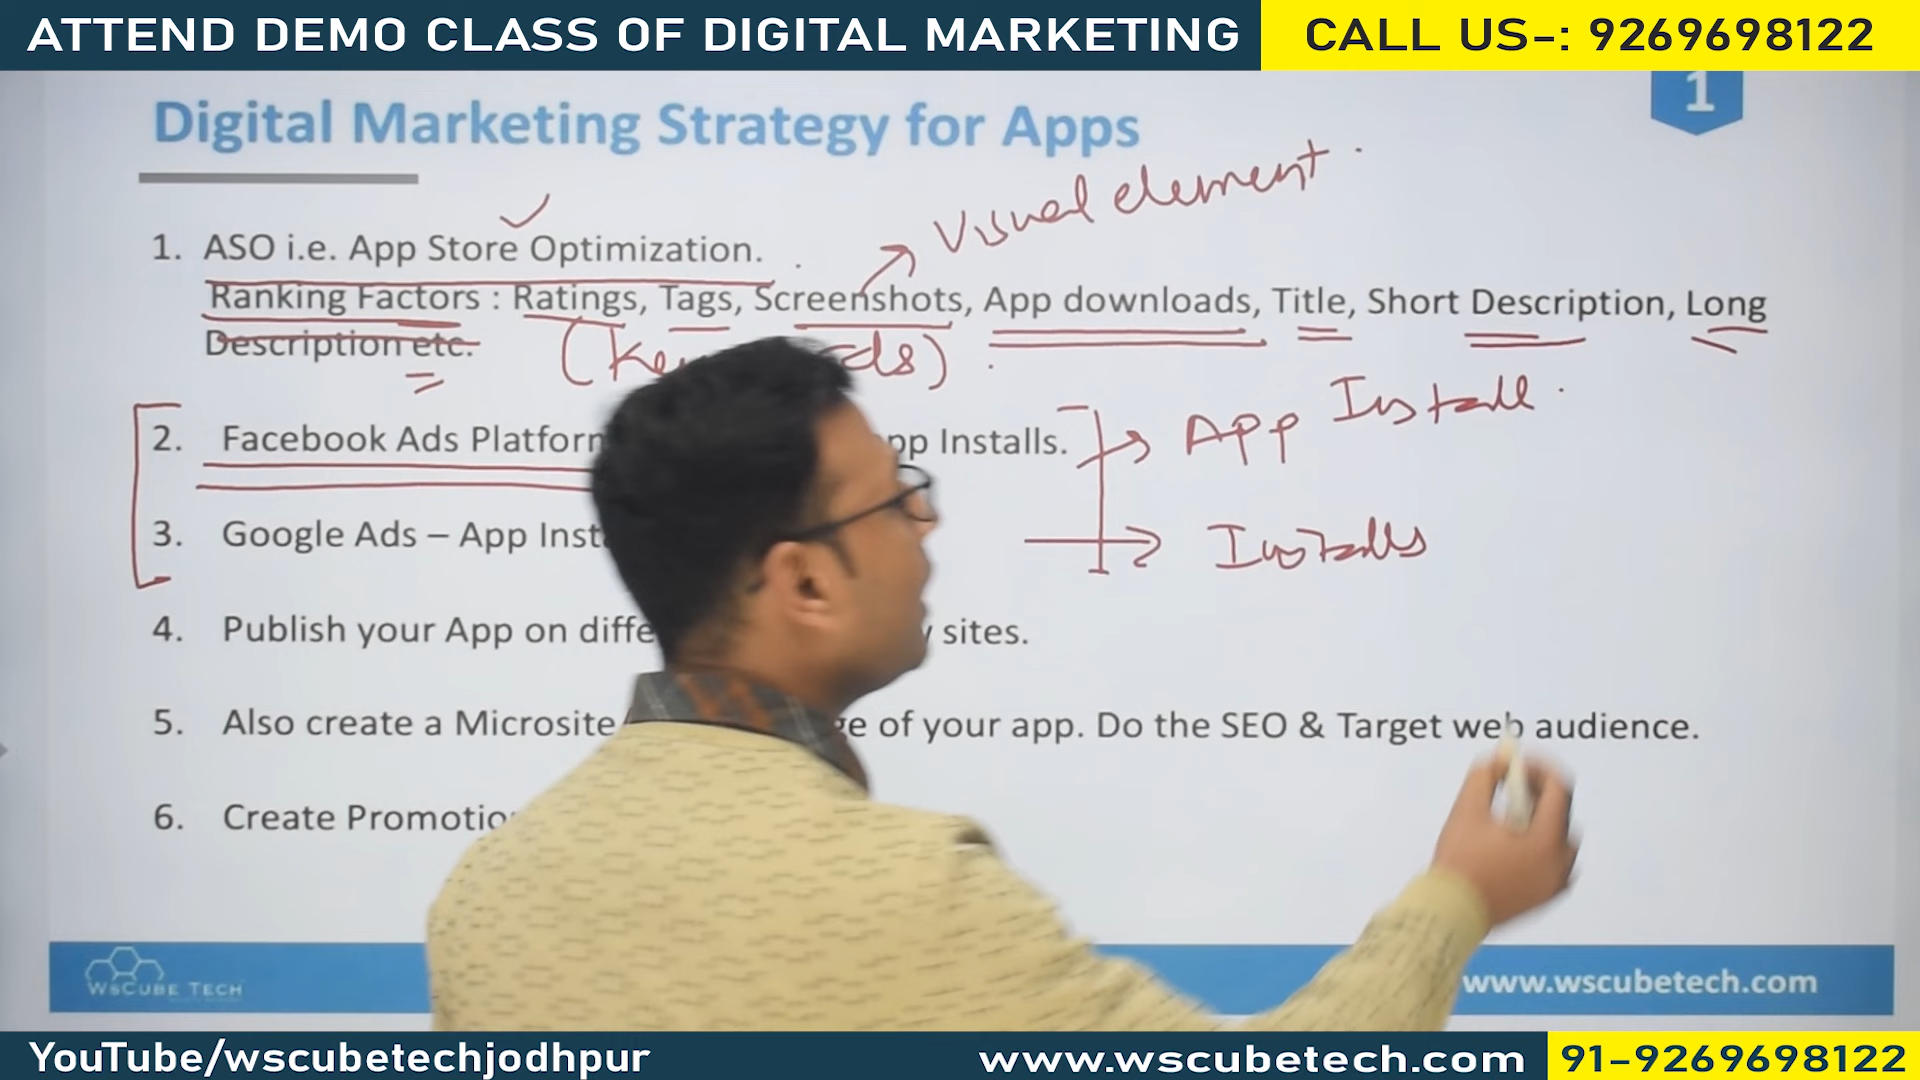 ATTEND DEMO CLASS OF DIGITAL MARKETING
CALL US-: 9269698122
1
Digital Marketing Strategy for Apps
Visual element.
1. ASO i.e. App Store Optimization.
Ranking Factors : Ratings, Tags, Screenshots, App downloads, Title, Short Description, Long
Description etc.
App Install.
2. Facebook Ads Platform Installs.
3. Google Ads – App
Installs
4. Publish your App on sites.
5. Also create a Microsite of your app. Do the SEO & Target web audience.
6. Create
WsCube Tech
www.wscubetech.com
YouTube/wscubetechjodhpur
www.wscubetech.com
91-9269698122